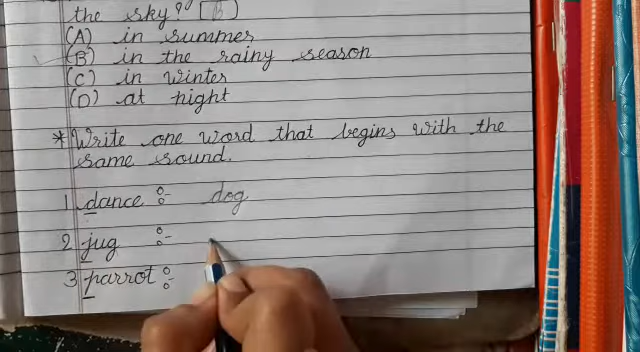 the sky? [B]
(A) in summer
(B) in the rainy season
(C) in winter
(D) at night
* Write one word that begins with the
same sound.
1 dance :- dog
2 jug :-
3 parrot :-